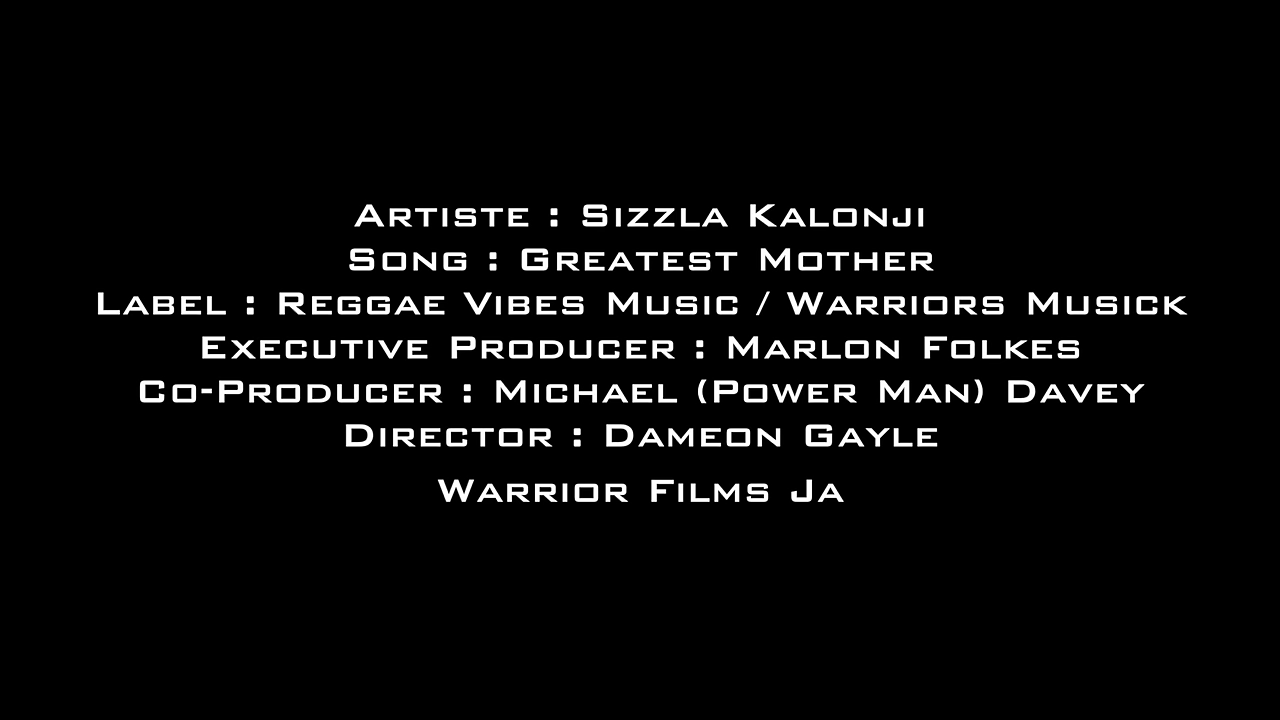 Artiste : Sizzla Kalonji
Song : Greatest Mother
Label : Reggae Vibes Music / Warriors Musick
Executive Producer : Marlon Folkes
Co-Producer : Michael (Power Man) Davey
Director : Dameon Gayle
Warrior Films Ja